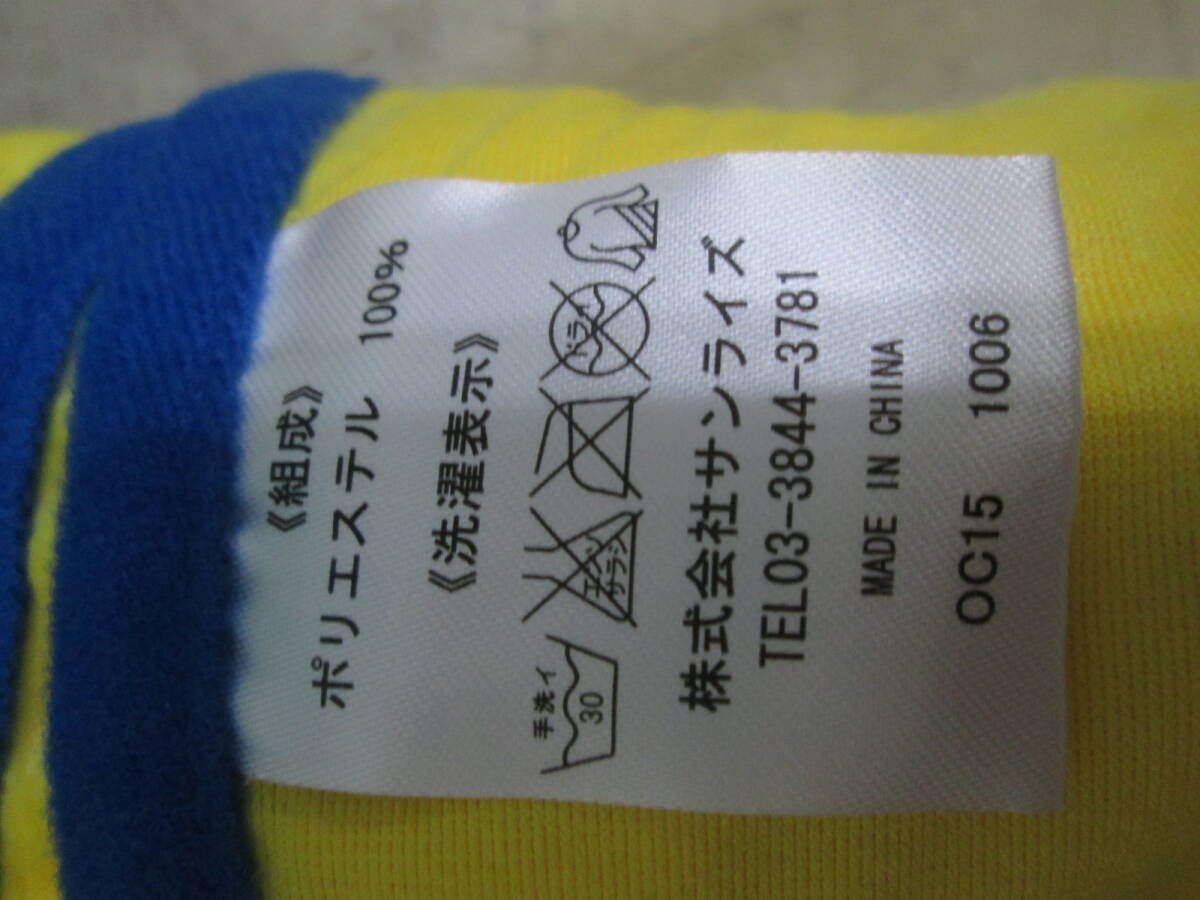 《組成》
ポリエステル 100%
《洗濯表示》
手洗イ
30
エンソ
サラシ
ドライ
株式会社サンライズ
TEL03-3844-3781
MADE IN CHINA
OC15 1006